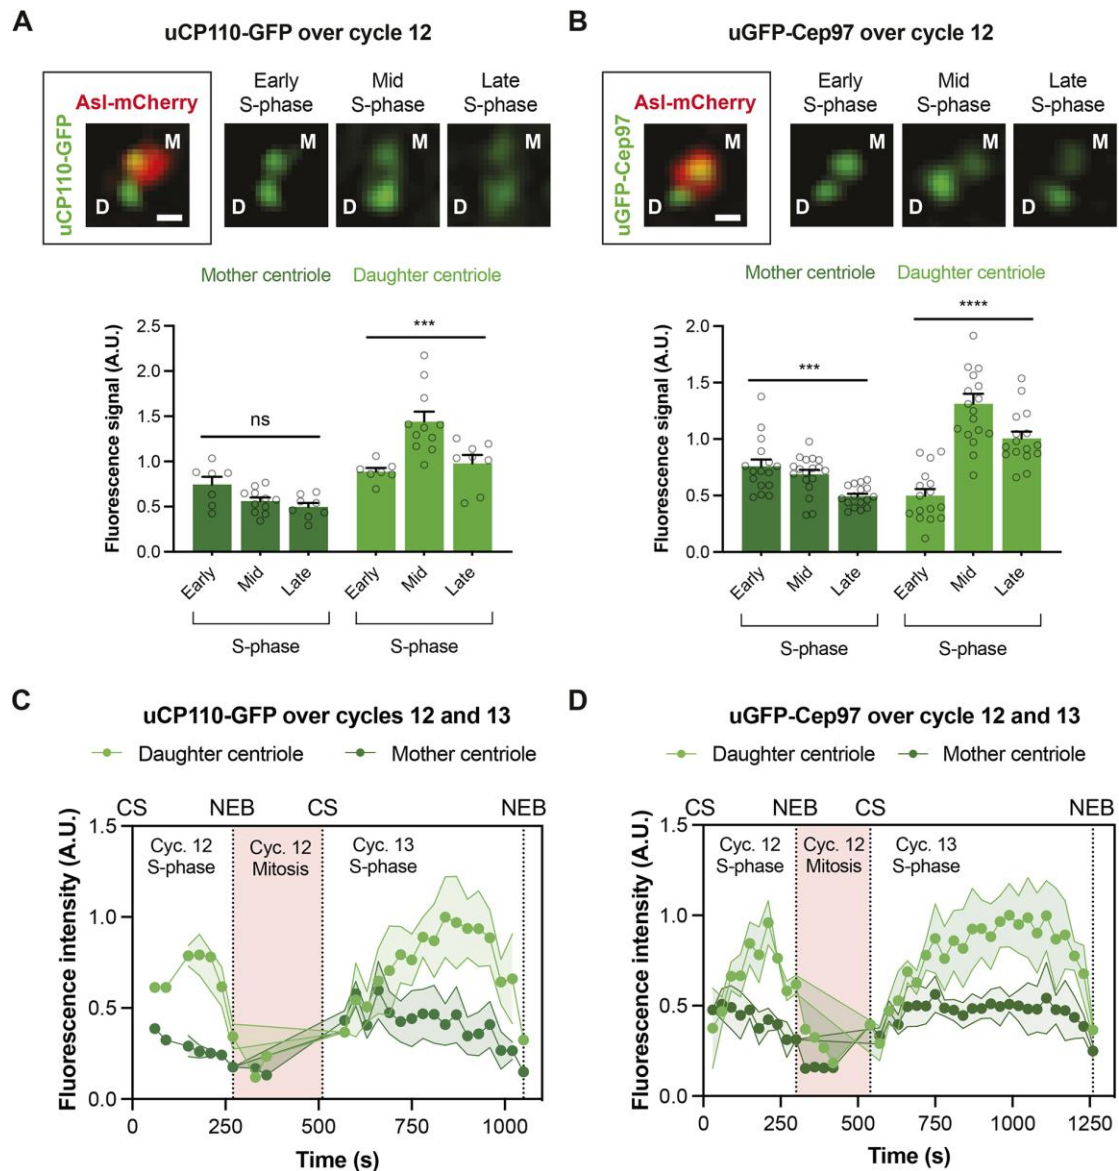 A
uCP110-GFP over cycle 12
Asl-mCherry
uCP110-GFP
M
D
Early
S-phase
Mid
S-phase
Late
S-phase
D
M
D
M
D
M
Mother centriole
Daughter centriole
Fluorescence signal (A.U.)
2.5
2.0
1.5
1.0
0.5
0.0
ns
***
Early
Mid
Late
Early
Mid
Late
S-phase
S-phase
B
uGFP-Cep97 over cycle 12
Asl-mCherry
uGFP-Cep97
M
D
Early
S-phase
Mid
S-phase
Late
S-phase
D
M
D
M
D
M
Mother centriole
Daughter centriole
Fluorescence signal (A.U.)
2.0
1.5
1.0
0.5
0.0
***
****
Early
Mid
Late
Early
Mid
Late
S-phase
S-phase
C
uCP110-GFP over cycles 12 and 13
Daughter centriole
Mother centriole
CS
NEB
CS
NEB
Fluorescence intensity (A.U.)
1.5
1.0
0.5
0.0
Cyc. 12
S-phase
Cyc. 12
Mitosis
Cyc. 13
S-phase
0
250
500
750
1000
Time (s)
D
uGFP-Cep97 over cycle 12 and 13
Daughter centriole
Mother centriole
CS
NEB
CS
NEB
Fluorescence intensity (A.U.)
1.5
1.0
0.5
0.0
Cyc. 12
S-phase
Cyc. 12
Mitosis
Cyc. 13
S-phase
0
250
500
750
1000
1250
Time (s)